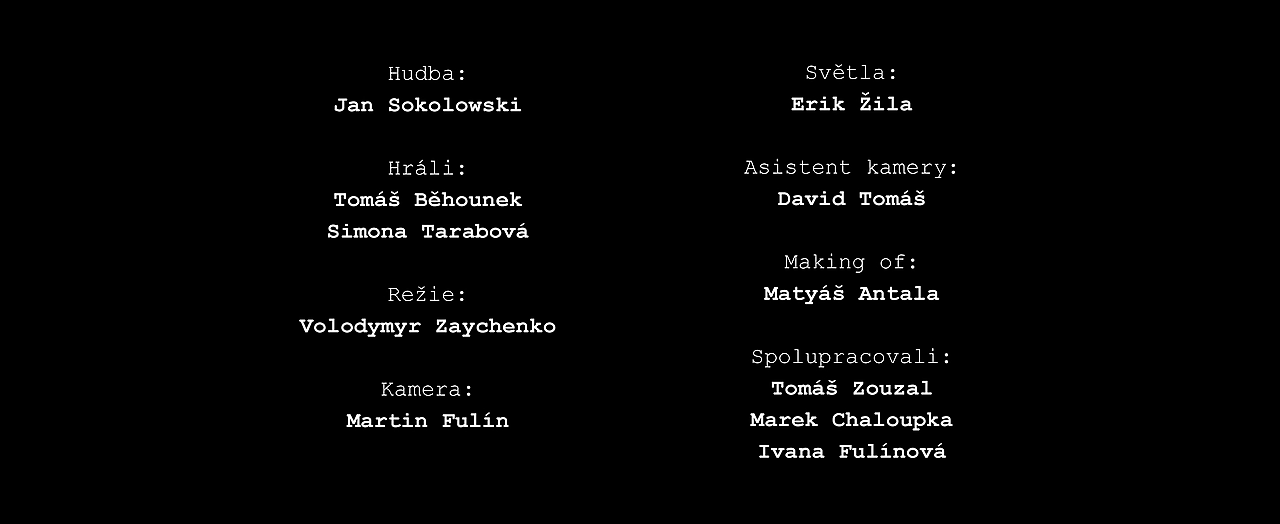 Hudba:
Jan Sokolowski
Hráli:
Tomáš Běhounek
Simona Tarabová
Režie:
Volodymyr Zaychenko
Kamera:
Martin Fulín
Světla:
Erik Žila
Asistent kamery:
David Tomáš
Making of:
Matyáš Antala
Spolupracovali:
Tomáš Zouzal
Marek Chaloupka
Ivana Fulínová